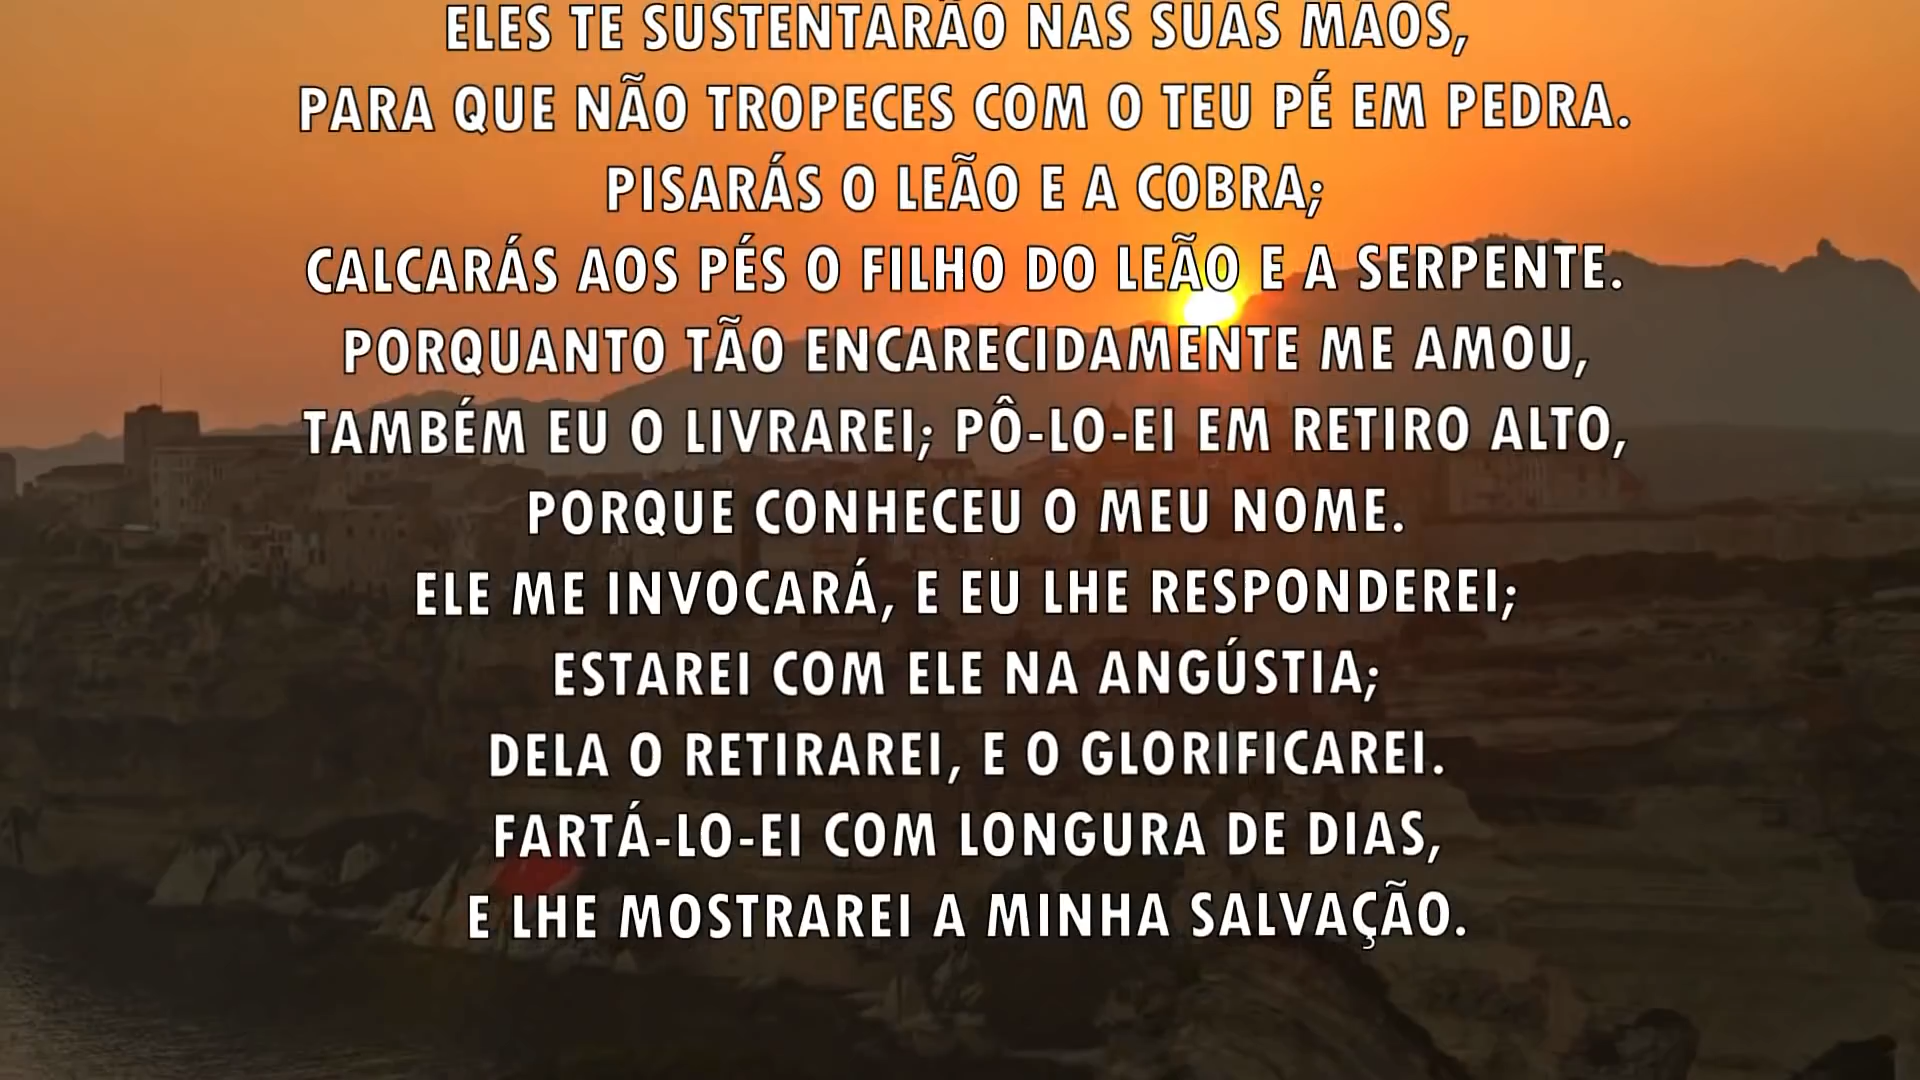 ELES TE SUSTENTARÃO NAS SUAS MÃOS,
PARA QUE NÃO TROPECES COM O TEU PÉ EM PEDRA.
PISARÁS O LEÃO E A COBRA;
CALCARÁS AOS PÉS O FILHO DO LEÃO E A SERPENTE.
PORQUANTO TÃO ENCARECIDAMENTE ME AMOU,
TAMBÉM EU O LIVRAREI; PÔ-LO-EI EM RETIRO ALTO,
PORQUE CONHECEU O MEU NOME.
ELE ME INVOCARÁ, E EU LHE RESPONDEREI;
ESTAREI COM ELE NA ANGÚSTIA;
DELA O RETIRAREI, E O GLORIFICAREI.
FARTÁ-LO-EI COM LONGURA DE DIAS,
E LHE MOSTRAREI A MINHA SALVAÇÃO.